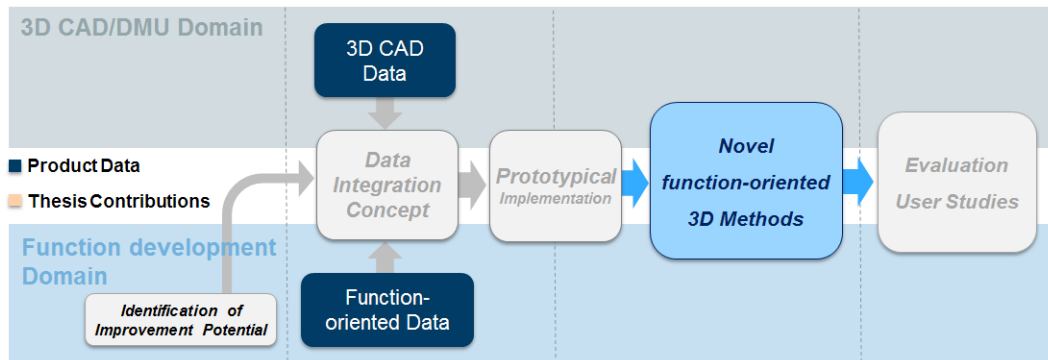 3D CAD/DMU Domain
3D CAD
Data
Product Data
Thesis Contributions
Data
Integration
Concept
Prototypical
Implementation
Novel
function-oriented
3D Methods
Evaluation
User Studies
Function development
Domain
Identification of
Improvement Potential
Function-
oriented Data